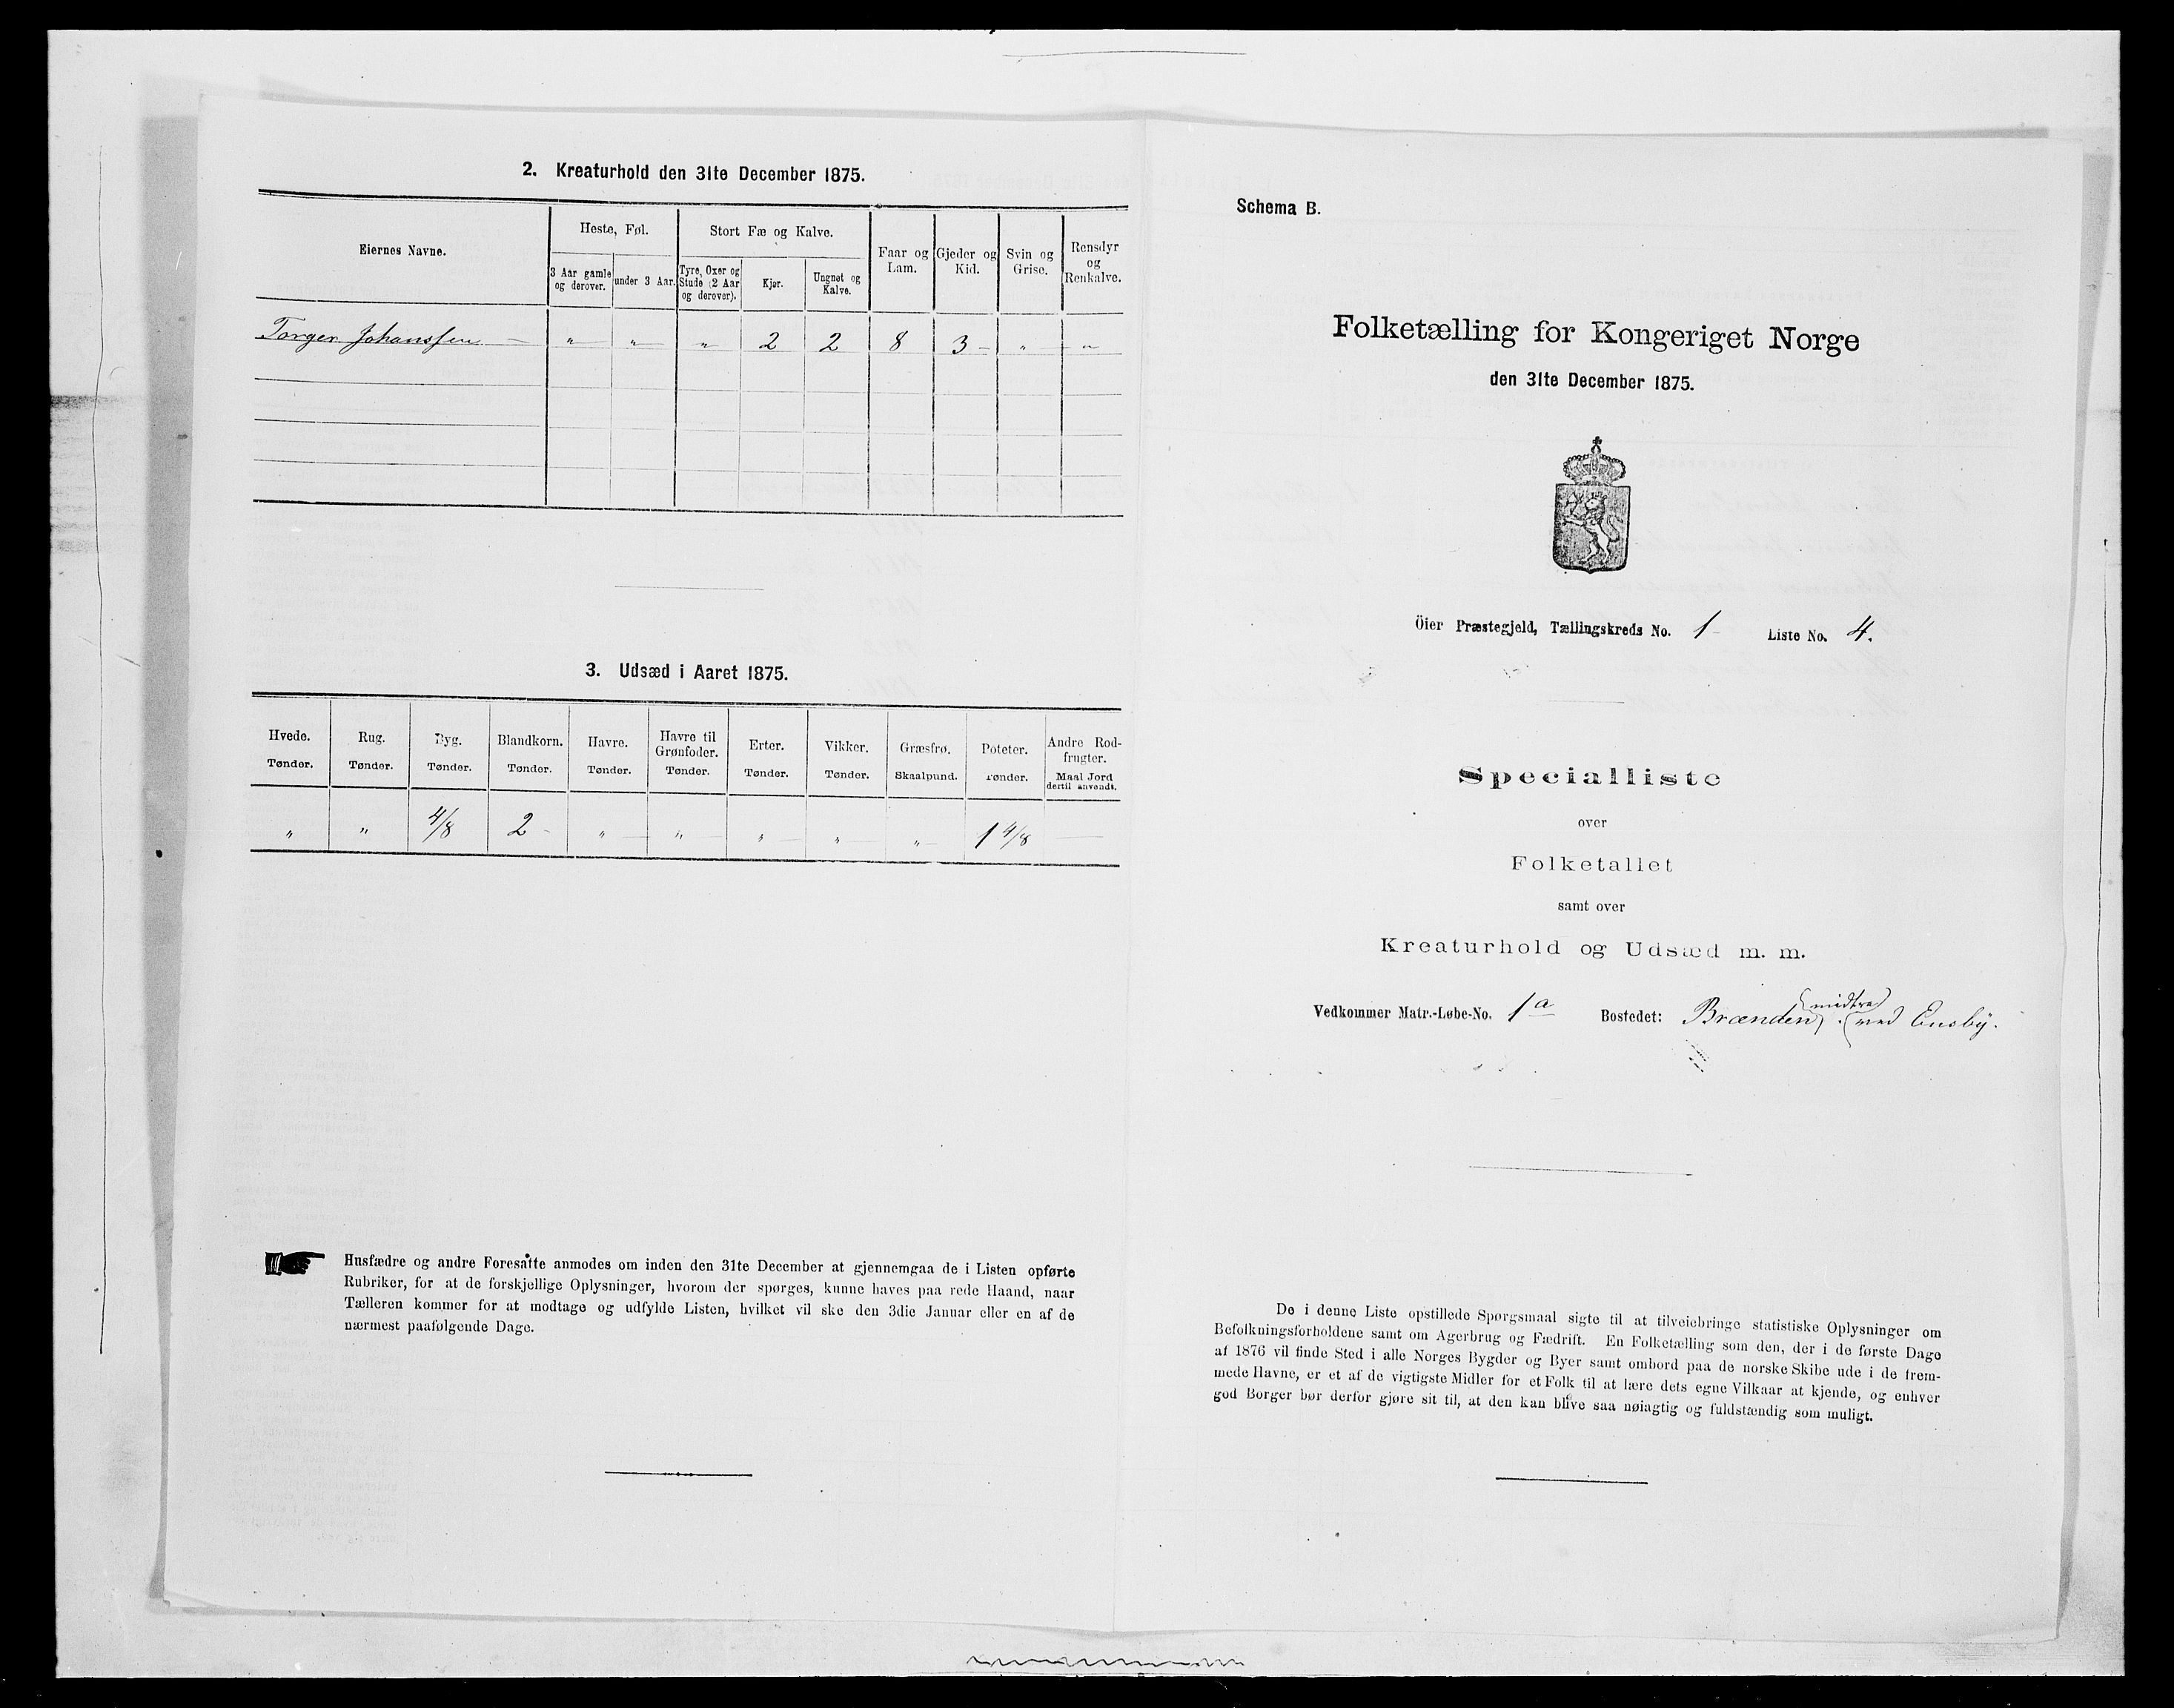 2. Kreaturhold den 31te December 1875.
Eiernes Navne.
Heste, Føl.
Stort Fæ og Kalve.
3 Aar gamle og derover.
under 3 Aar.
Tyre, Oxer og Stude (2 Aar og derover).
Kjør.
Ungnøt og Kalve.
Faar og Lam.
Gjeder og Kid.
Svin og Grise.
Rensdyr og Renkalve.
Torger Johanssen — " " " 2 2 8 3 - " "
3. Udsæd i Aaret 1875.
Hvede. Tønder.
Rug. Tønder.
Byg. Tønder.
Blandkorn. Tønder.
Havre. Tønder.
Havre til Grønfoder. Tønder.
Erter. Tønder.
Vikker. Tønder.
Græsfrø. Skaalpund.
Poteter. Tønder.
Andre Rod-frugter. Maal Jord dertil anvendt.
" " 4/8 2 - " " " " " 1 4/8 —
Husfædre og andre Foresatte anmodes om inden den 31te December at gjennemgaa de i Listen opførte
Rubriker, for at de forskjellige Oplysninger, hvorom der spørges, kunne haves paa rede Haand, naar
Tælleren kommer for at modtage og udfylde Listen, hvilket vil ske den 3die Januar eller en af de
nærmest paafølgende Dage.
Schema B.
Folketælling for Kongeriget Norge
den 31te December 1875.
Öier Præstegjeld, Tællingskreds No. 1 - Liste No. 4.
Specialliste
over
Folketallet
samt over
Kreaturhold og Udsæd m. m.
Vedkommer Matr.-Løbe-No. 1a Bostedet: Brænden (midtre) ved Ensby.
De i denne Liste opstillede Spørgsmaal sigte til at tilveiebringe statistiske Oplysninger om
Befolkningsforholdene samt om Agerbrug og Fædrift. En Folketælling som den, der i de første Dage
af 1876 vil finde Sted i alle Norges Bygder og Byer samt ombord paa de norske Skibe ude i de frem-
mede Havne, er et af de vigtigste Midler for et Folk til at lære dets egne Vilkaar at kjende, og enhver
god Borger bør derfor gjøre sit til, at den kan blive saa nøiagtig og fuldstændig som muligt.